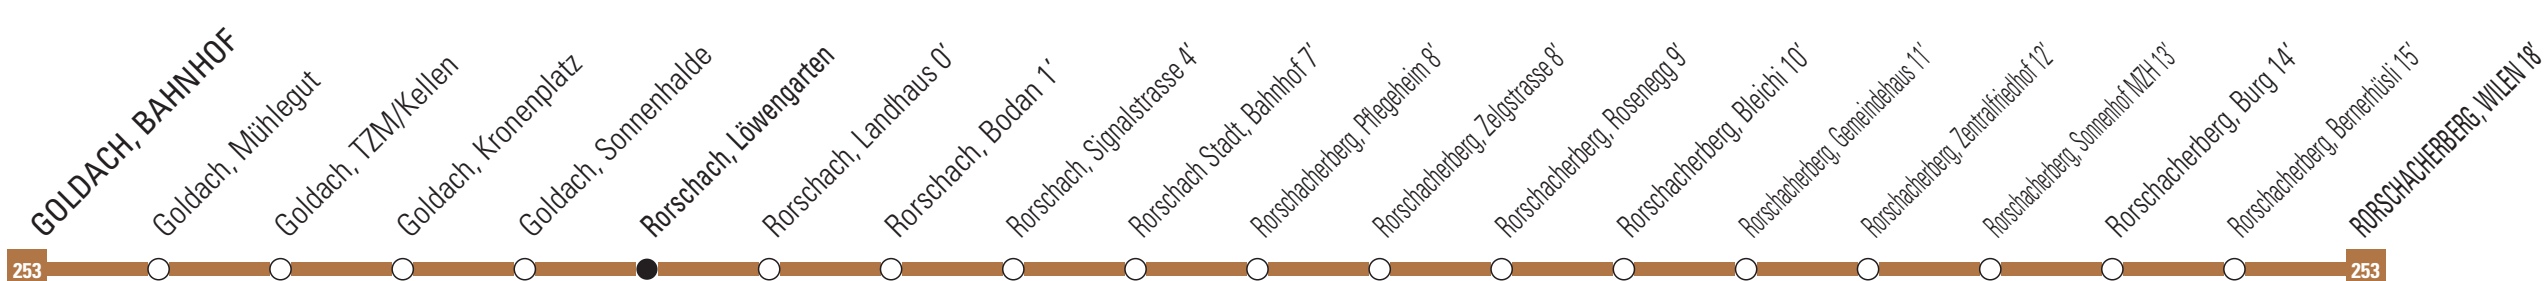 GOLDACH, BAHNHOF
Goldach, Mühlegut
Goldach, TZM/Kellen
Goldach, Kronenplatz
Goldach, Sonnenhalde
Rorschach, Löwengarten
Rorschach, Landhaus 0'
Rorschach, Bodan 1'
Rorschach, Signalstrasse 4'
Rorschach Stadt, Bahnhof 7'
Rorschacherberg, Pflegeheim 8'
Rorschacherberg, Zelgstrasse 8'
Rorschacherberg, Rosenegg 9'
Rorschacherberg, Bleichi 10'
Rorschacherberg, Gemeindehaus 11'
Rorschacherberg, Zentralfriedhof 12'
Rorschacherberg, Sonnenhof MZH 13'
Rorschacherberg, Burg 14'
Rorschacherberg, Bernerhüsli 15'
RORSCHACHERBERG, WILEN 18'
253
253